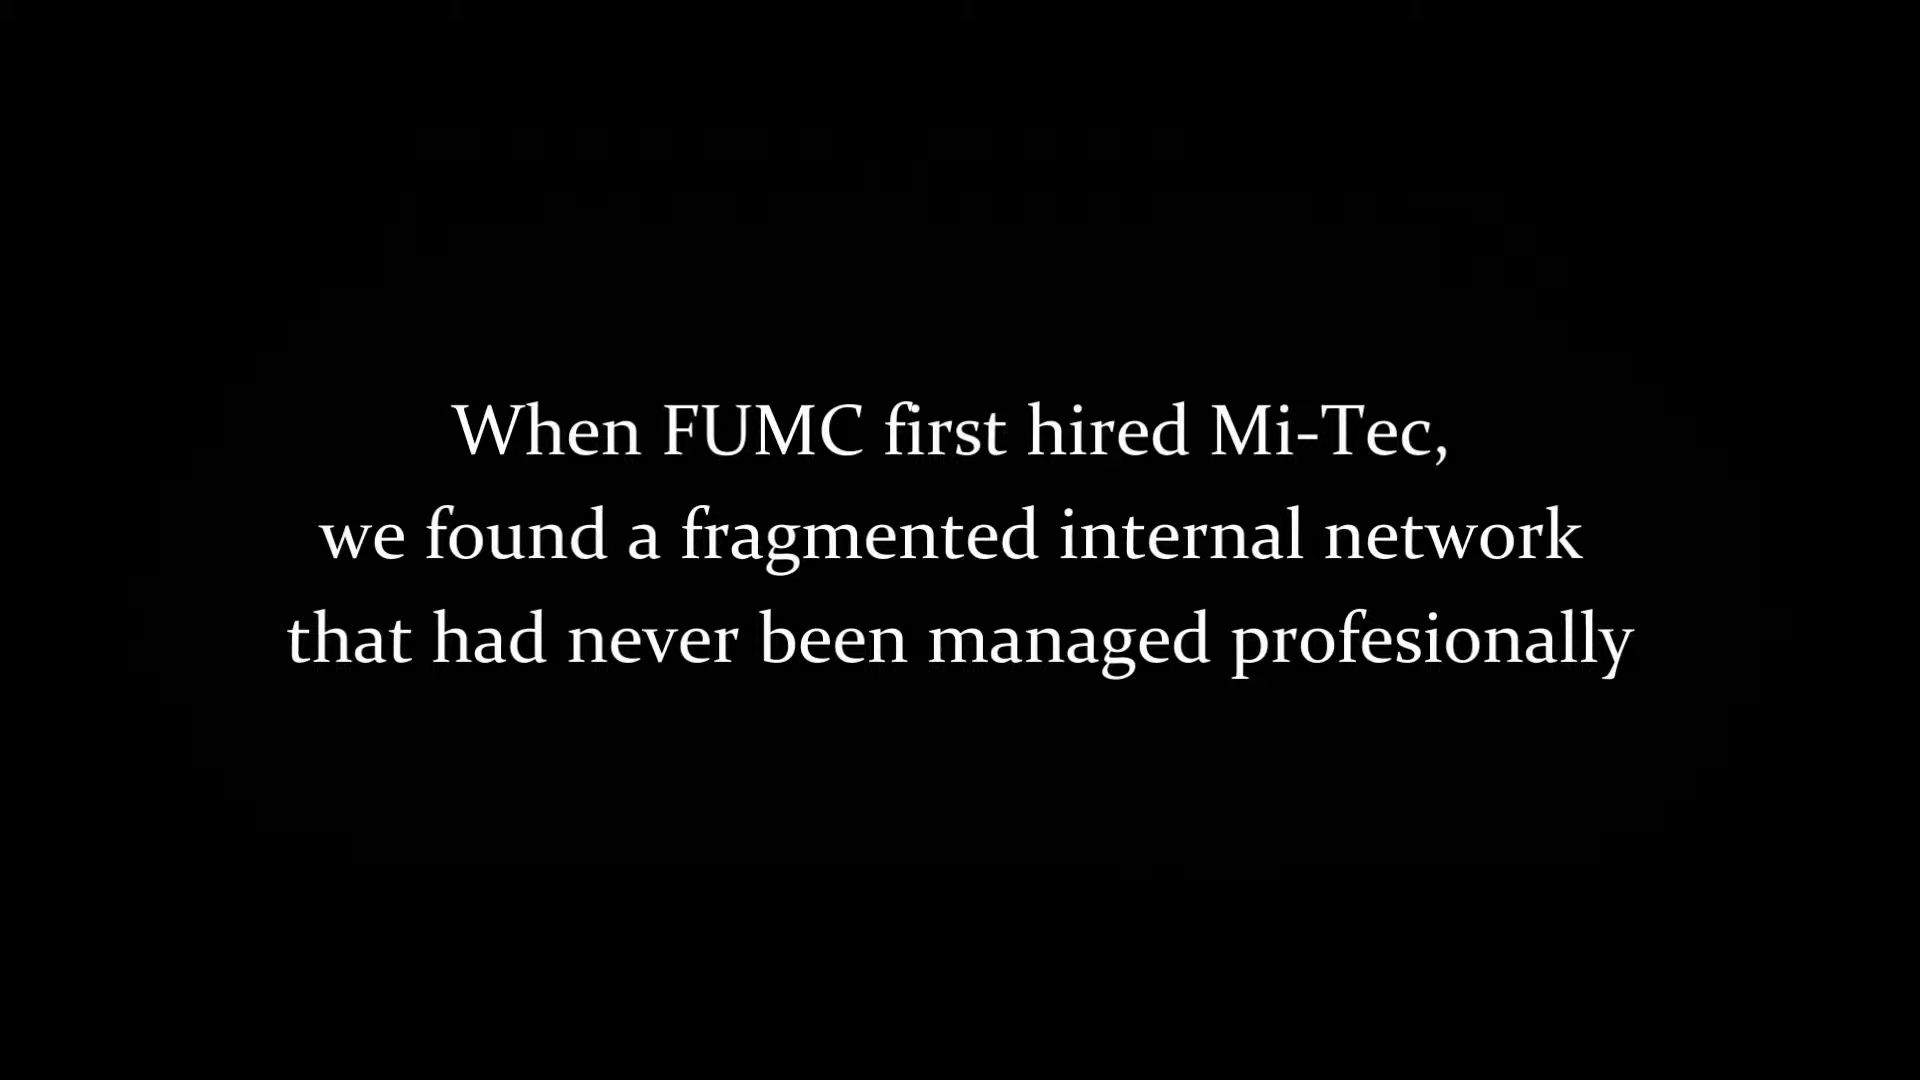 When FUMC first hired Mi-Tec,
we found a fragmented internal network
that had never been managed profesionally